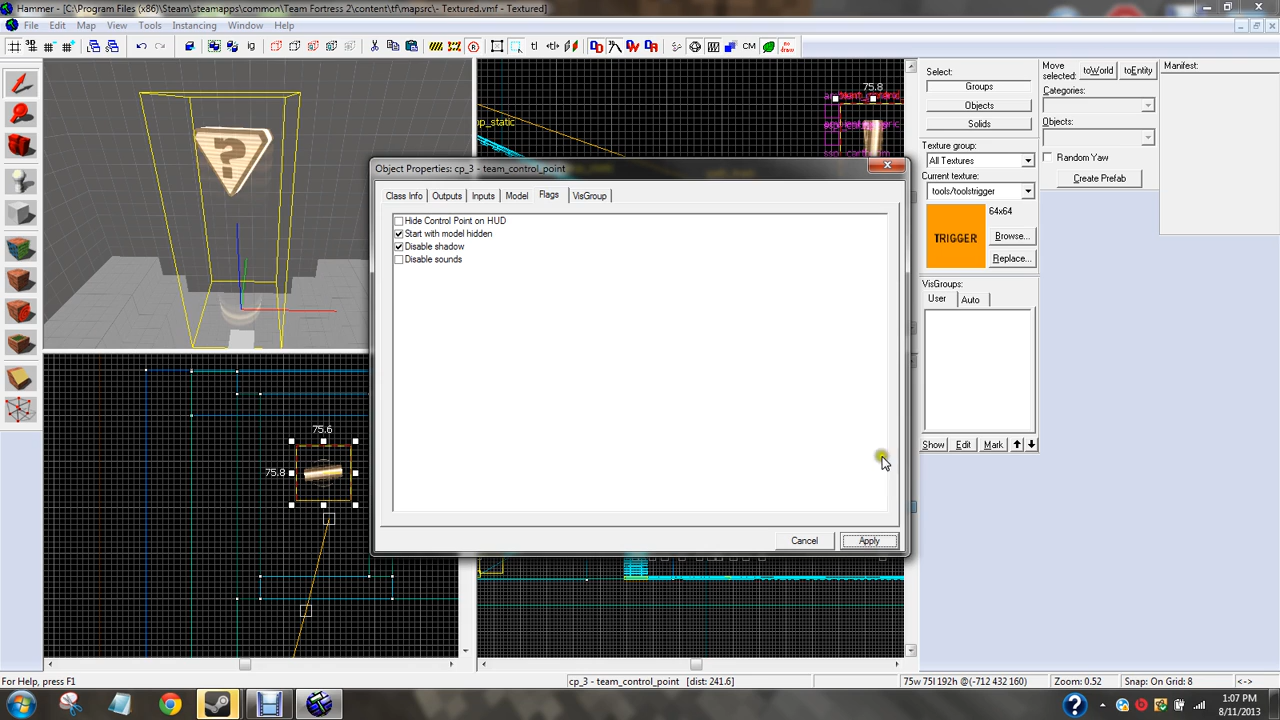 Hammer - [C:\Program Files (x86)\Steam\steamapps\common\Team Fortress 2\content\tf\mapsrc\- Textured.vmf - Textured]
File Edit Map View Tools Instancing Window Help
CM
75.8
Object Properties: cp_3 - team_control_point
Class Info Outputs Inputs Model Flags VisGroup
Hide Control Point on HUD
Start with model hidden
Disable shadow
Disable sounds
Cancel Apply
75.6
75.8
Select:
Groups
Objects
Solids
Texture group:
All Textures
Current texture:
tools/toolstrigger
TRIGGER
64x64
Browse...
Replace...
VisGroups:
User Auto
Show Edit Mark
Move selected:
toWorld toEntity
Categories:
Objects:
Random Yaw
Create Prefab
Manifest:
For Help, press F1
cp_3 - team_control_point [dist: 241.6]
75w 75l 192h @(-712 432 160)
Zoom: 0.52
Snap: On Grid: 8
<->
1:07 PM
8/11/2013